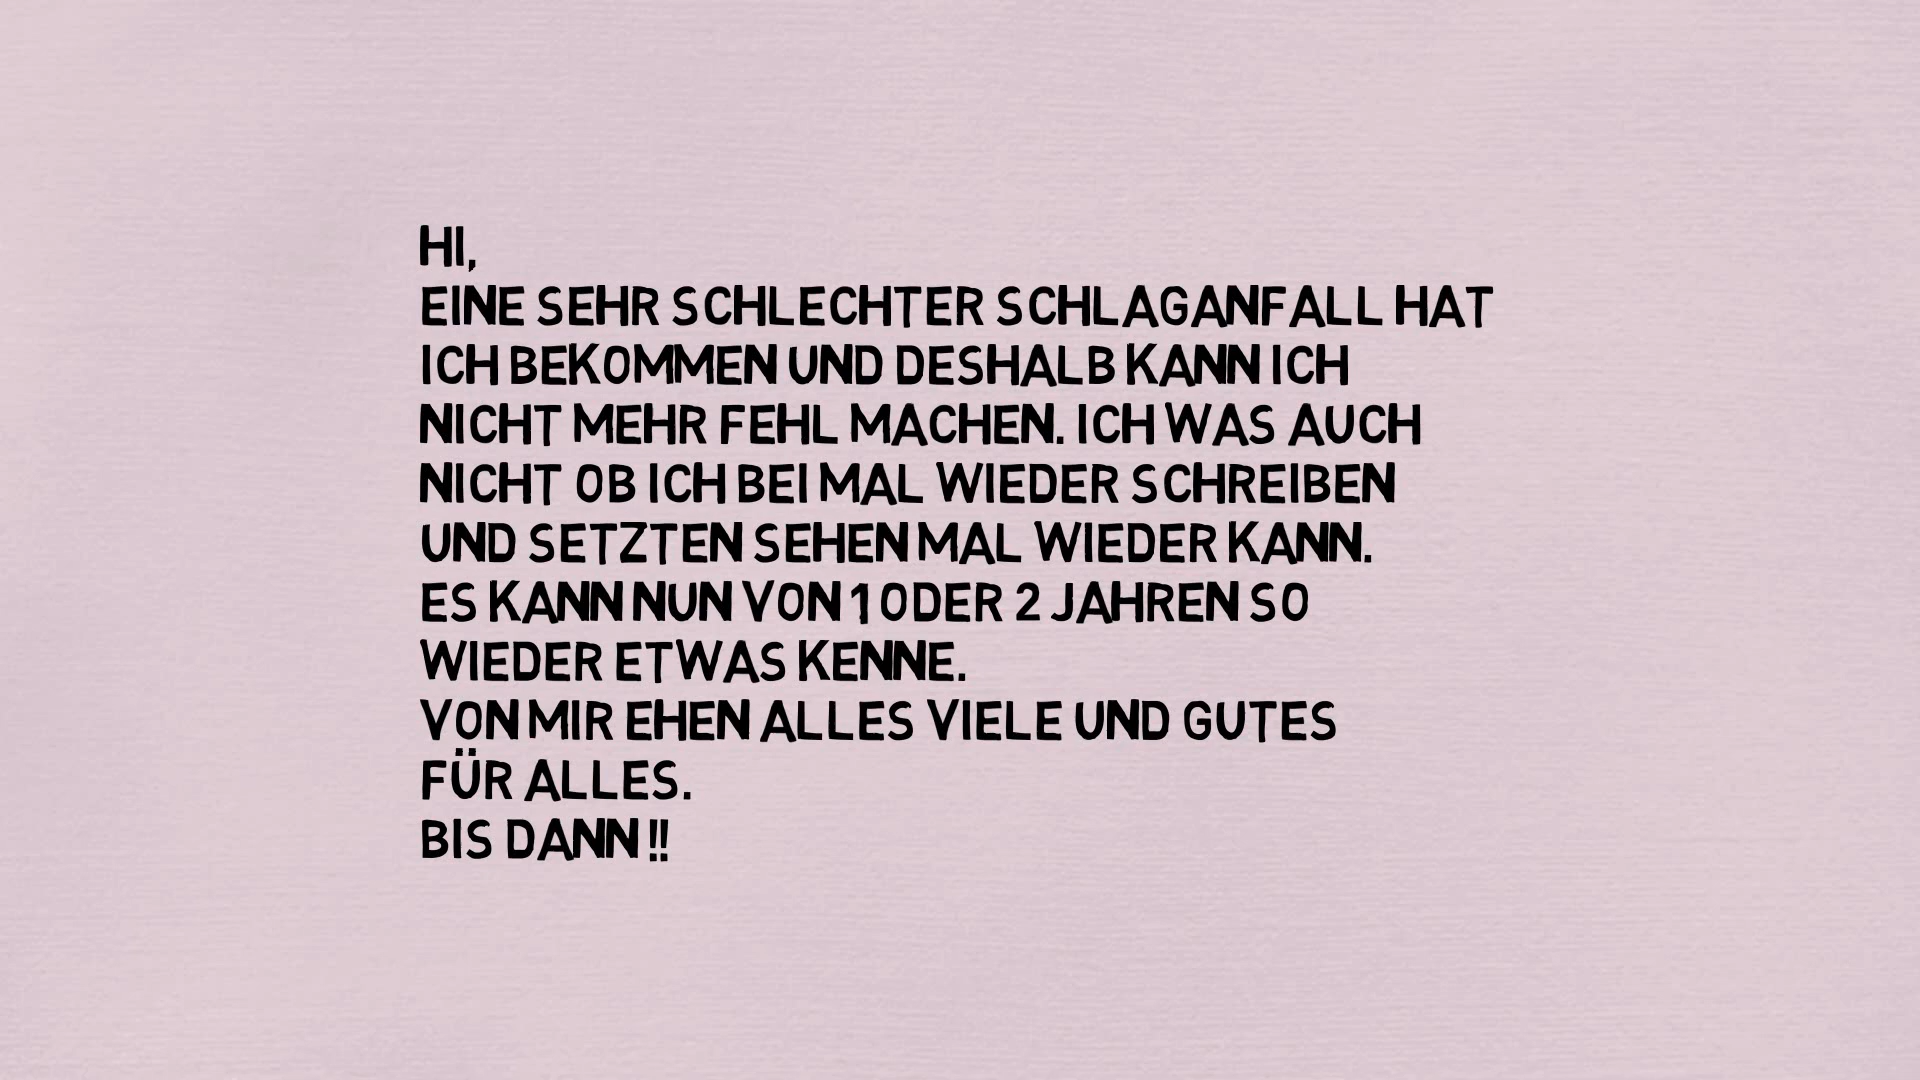 HI,
EINE SEHR SCHLECHTER SCHLAGANFALL HAT
ICH BEKOMMEN UND DESHALB KANN ICH
NICHT MEHR FEHL MACHEN. ICH WAS AUCH
NICHT OB ICH BEI MAL WIEDER SCHREIBEN
UND SETZTEN SEHEN MAL WIEDER KANN.
ES KANN NUN VON 1 ODER 2 JAHREN SO
WIEDER ETWAS KENNE.
VON MIR EHEN ALLES VIELE UND GUTES
FÜR ALLES.
BIS DANN !!